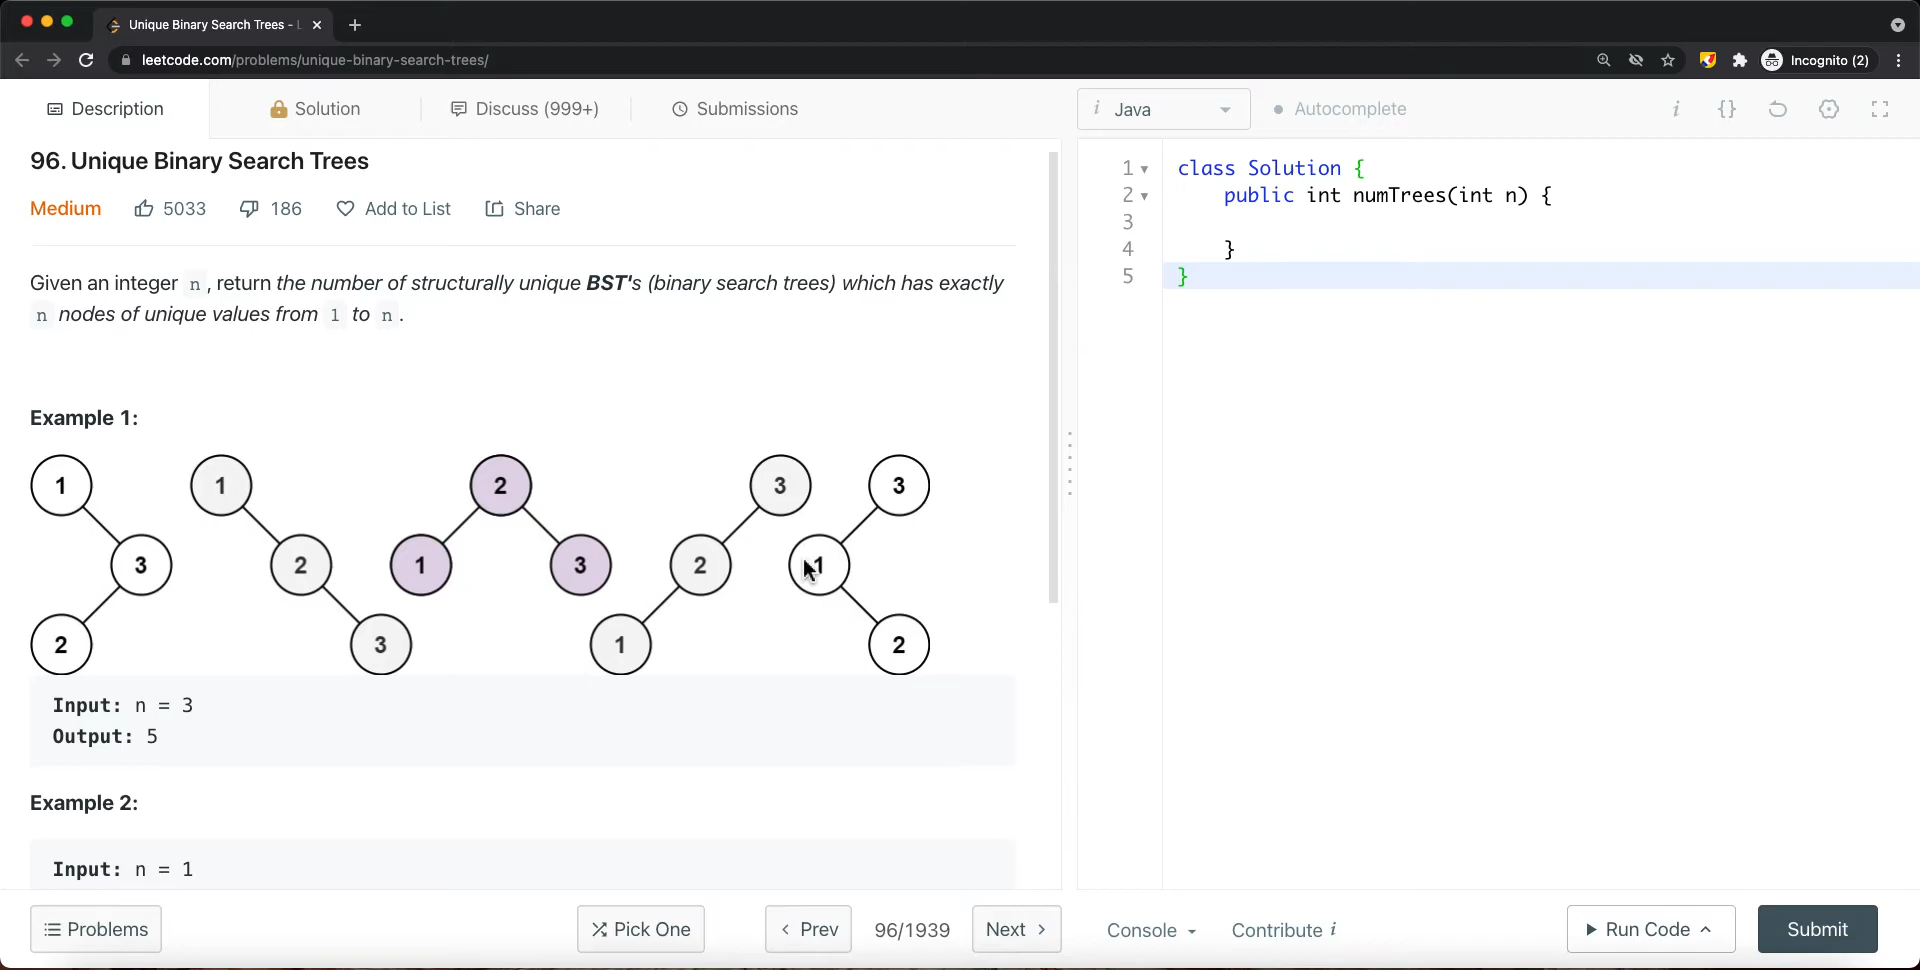 Unique Binary Search Trees - L
leetcode.com/problems/unique-binary-search-trees/
Incognito (2)
Description
Solution
Discuss (999+)
Submissions
i Java
Autocomplete
i {}
96. Unique Binary Search Trees
Medium 5033 186 Add to List Share
Given an integer n , return the number of structurally unique BST's (binary search trees) which has exactly
n nodes of unique values from 1 to n .
Example 1:
1 1 2 3 3
3 2 1 3 2 1
2 3 1 2
Input: n = 3
Output: 5
Example 2:
Input: n = 1
1 class Solution {
2 public int numTrees(int n) {
3
4 }
5 }
Problems
Pick One
< Prev
96/1939
Next >
Console
Contribute i
Run Code
Submit